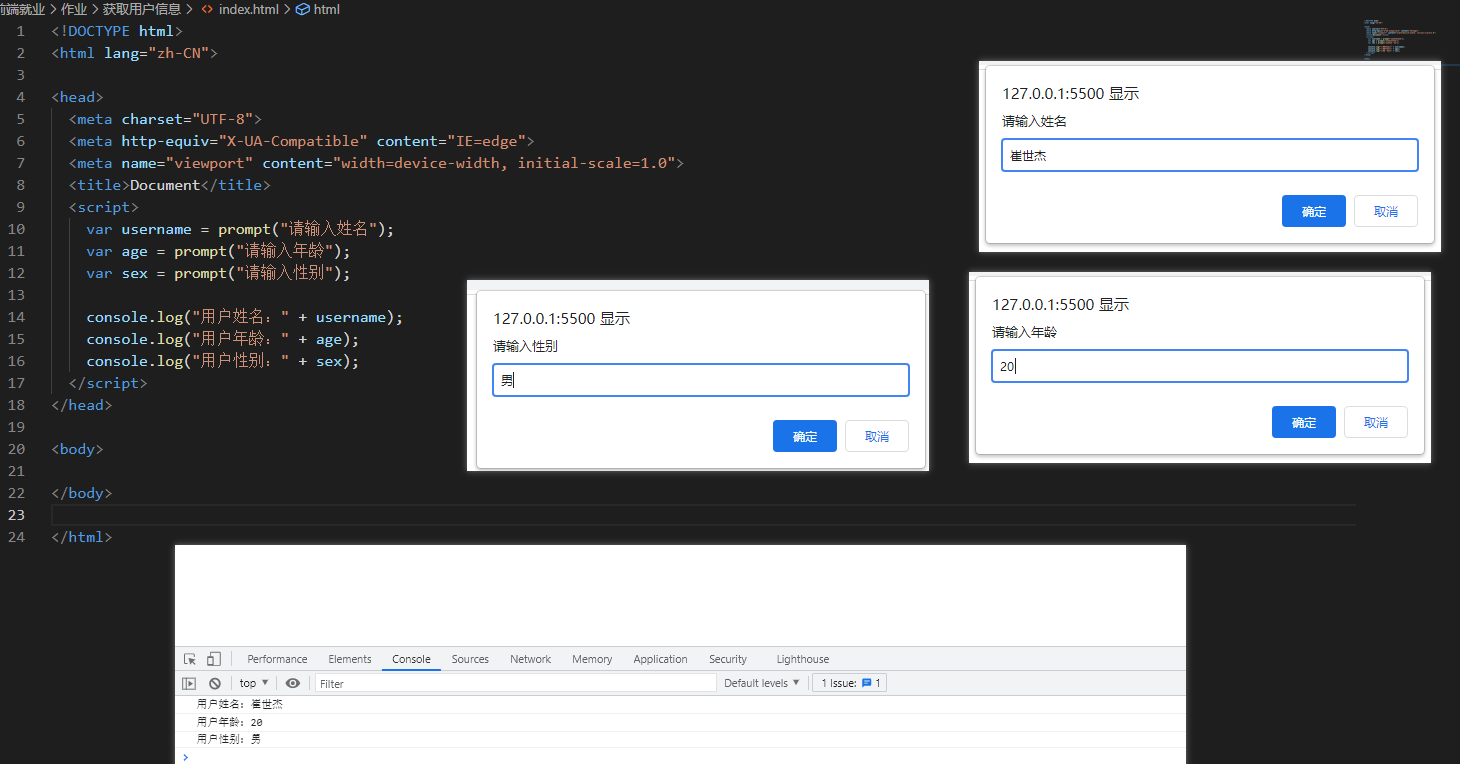 前端就业 > 作业 > 获取用户信息 > index.html > html
1 <!DOCTYPE html>
2 <html lang="zh-CN">
3
4 <head>
5 <meta charset="UTF-8">
6 <meta http-equiv="X-UA-Compatible" content="IE=edge">
7 <meta name="viewport" content="width=device-width, initial-scale=1.0">
8 <title>Document</title>
9 <script>
10 var username = prompt("请输入姓名");
11 var age = prompt("请输入年龄");
12 var sex = prompt("请输入性别");
13
14 console.log("用户姓名：" + username);
15 console.log("用户年龄：" + age);
16 console.log("用户性别：" + sex);
17 </script>
18 </head>
19
20 <body>
21
22 </body>
23
24 </html>
127.0.0.1:5500 显示
请输入姓名
崔世杰
确定 取消
127.0.0.1:5500 显示
请输入性别
男
确定 取消
127.0.0.1:5500 显示
请输入年龄
20
确定 取消
Performance Elements Console Sources Network Memory Application Security Lighthouse
top Filter Default levels 1 Issue: 1
用户姓名：崔世杰
用户年龄：20
用户性别：男
>